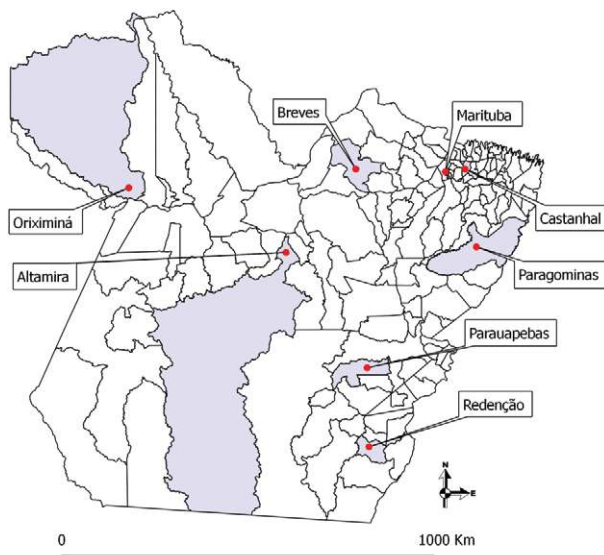 Breves
Marituba
Oriximiná
Castanhal
Altamira
Paragominas
Parauapebas
Redenção
N
E
0 1000 Km